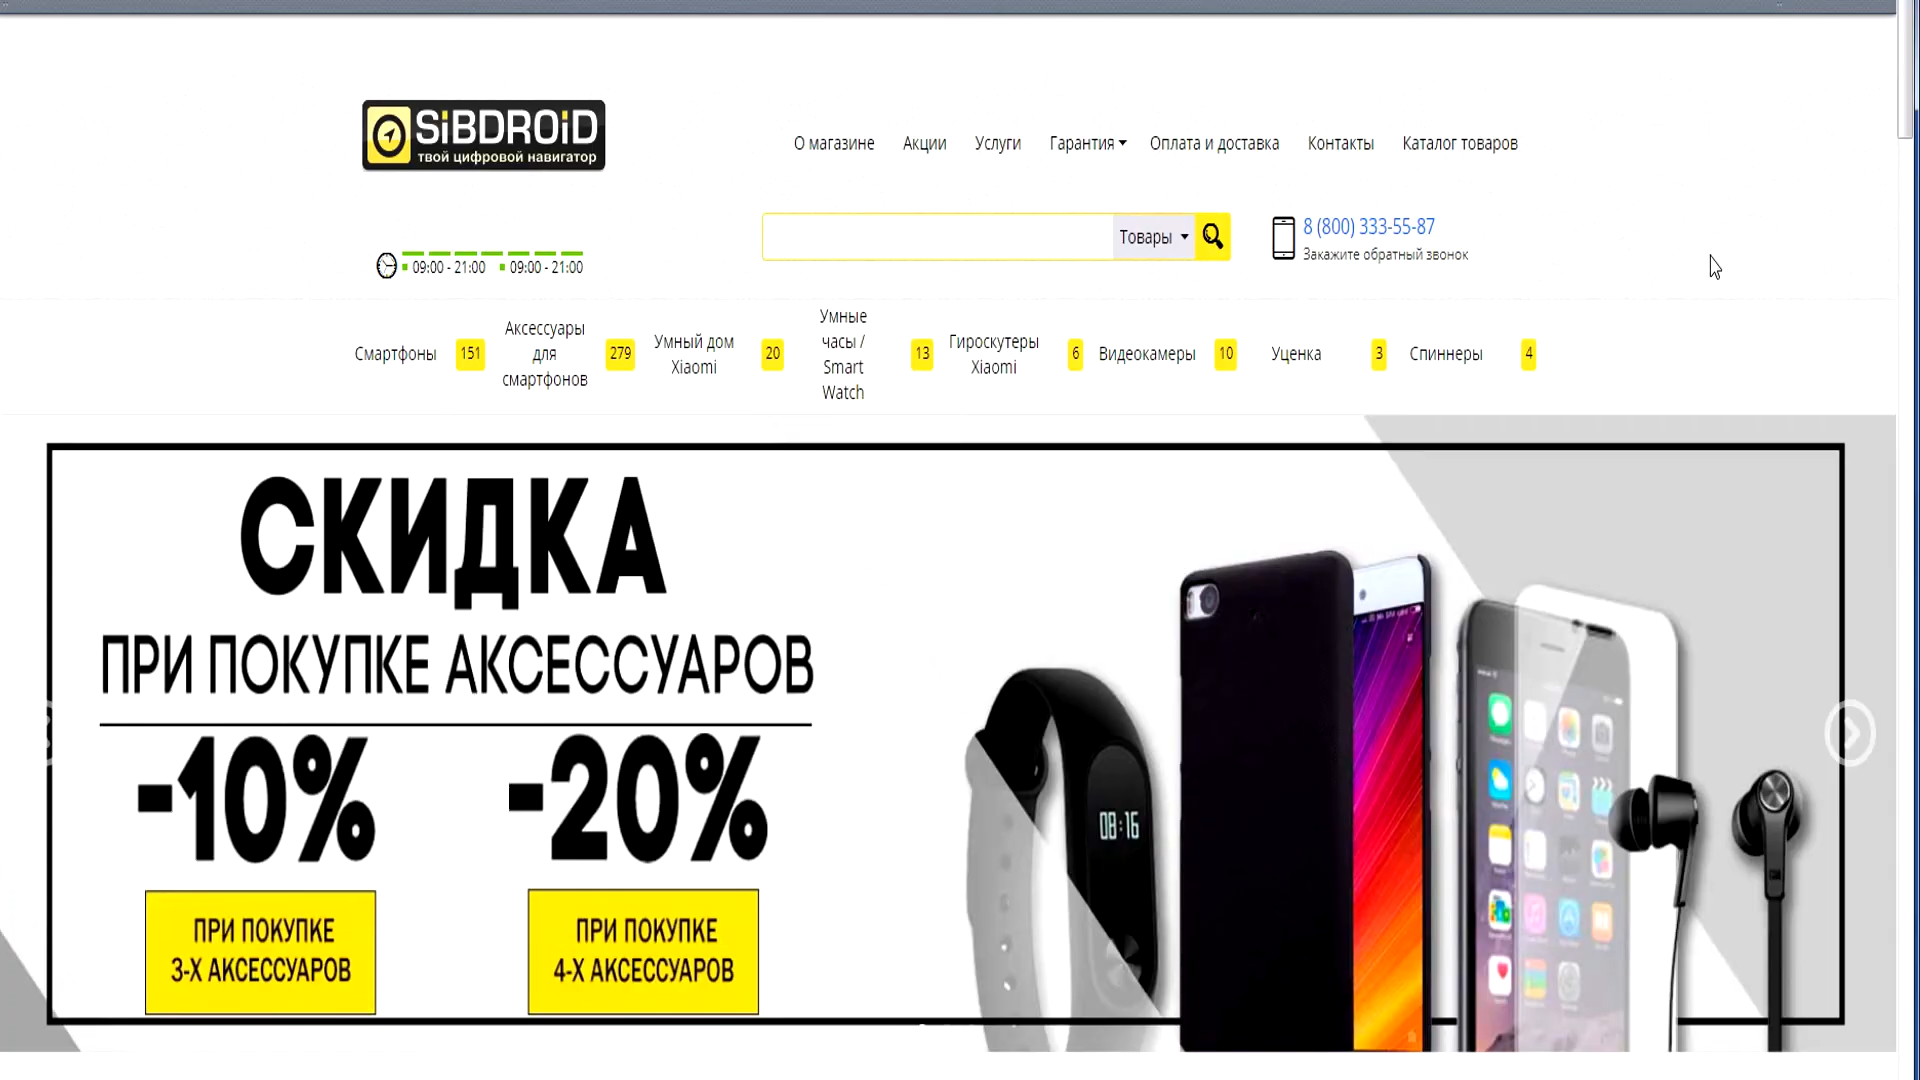 SiBDROiD
твой цифровой навигатор
О магазине Акции Услуги Гарантия Оплата и доставка Контакты Каталог товаров
Товары
8 (800) 333-55-87
Закажите обратный звонок
09:00 - 21:00 09:00 - 21:00
Смартфоны 151
Аксессуары
для
смартфонов 279
Умный дом
Xiaomi 20
Умные
часы /
Smart
Watch 13
Гироскутеры
Xiaomi 6
Видеокамеры 10
Уценка 3
Спиннеры 4
СКИДКА
ПРИ ПОКУПКЕ АКСЕССУАРОВ
-10% -20%
ПРИ ПОКУПКЕ
3-Х АКСЕССУАРОВ
ПРИ ПОКУПКЕ
4-Х АКСЕССУАРОВ
08:16